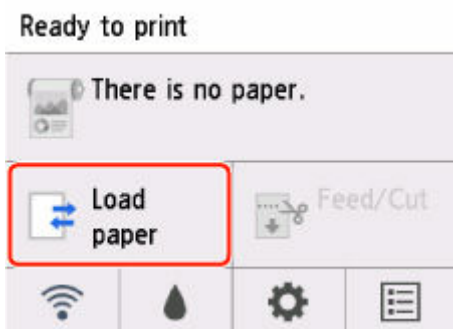 Ready to print
There is no paper.
Load
paper
Feed/Cut